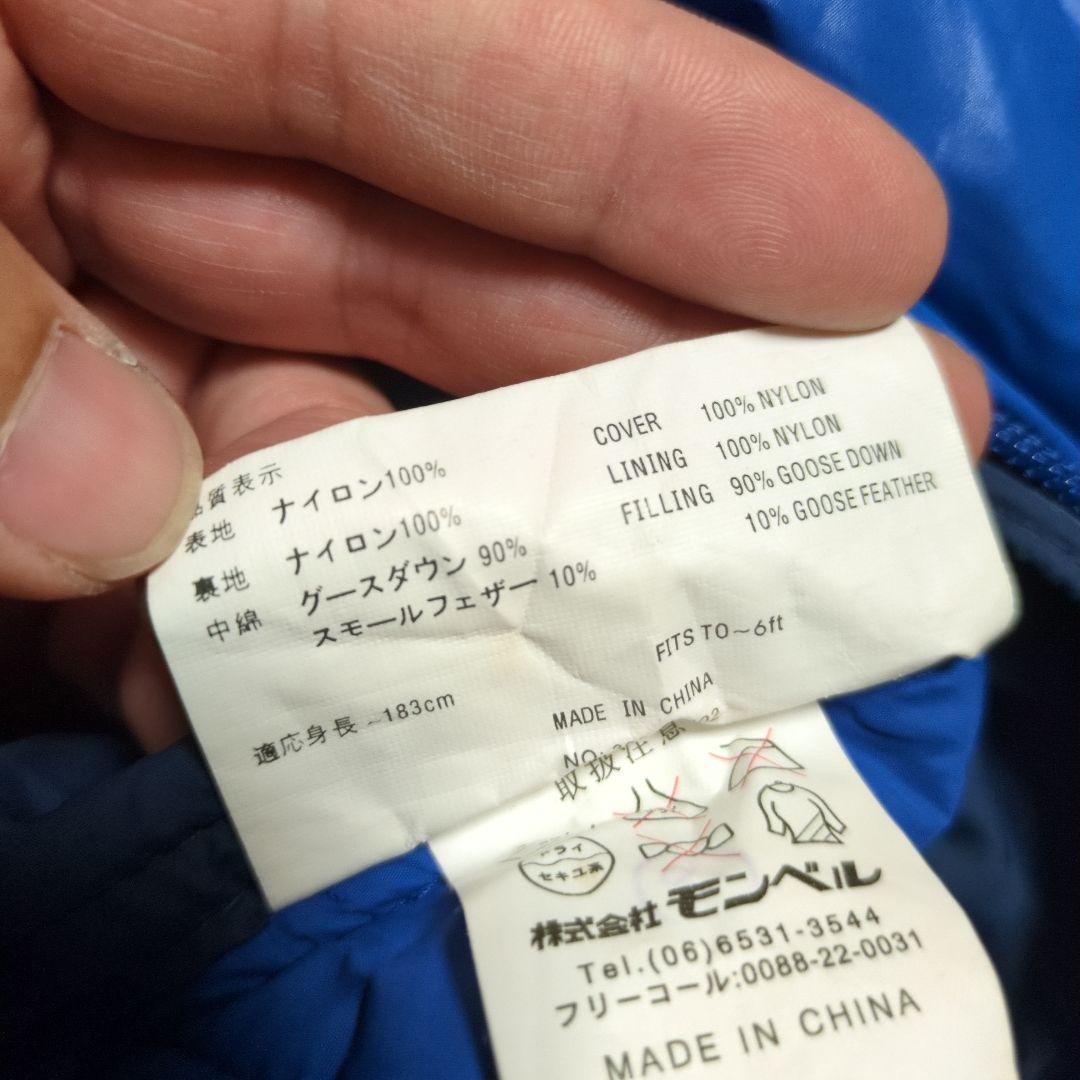 質表示
表地 ナイロン100%
裏地 ナイロン100%
中綿 グースダウン 90%
スモールフェザー 10%
適応身長 ~183cm
COVER 100% NYLON
LINING 100% NYLON
FILLING 90% GOOSE DOWN
10% GOOSE FEATHER
FITS TO ~6ft
MADE IN CHINA
NO.
取扱注意
ドライ
セキユ系
株式会社 モンベル
Tel.(06)6531-3544
フリーコール:0088-22-0031
MADE IN CHINA